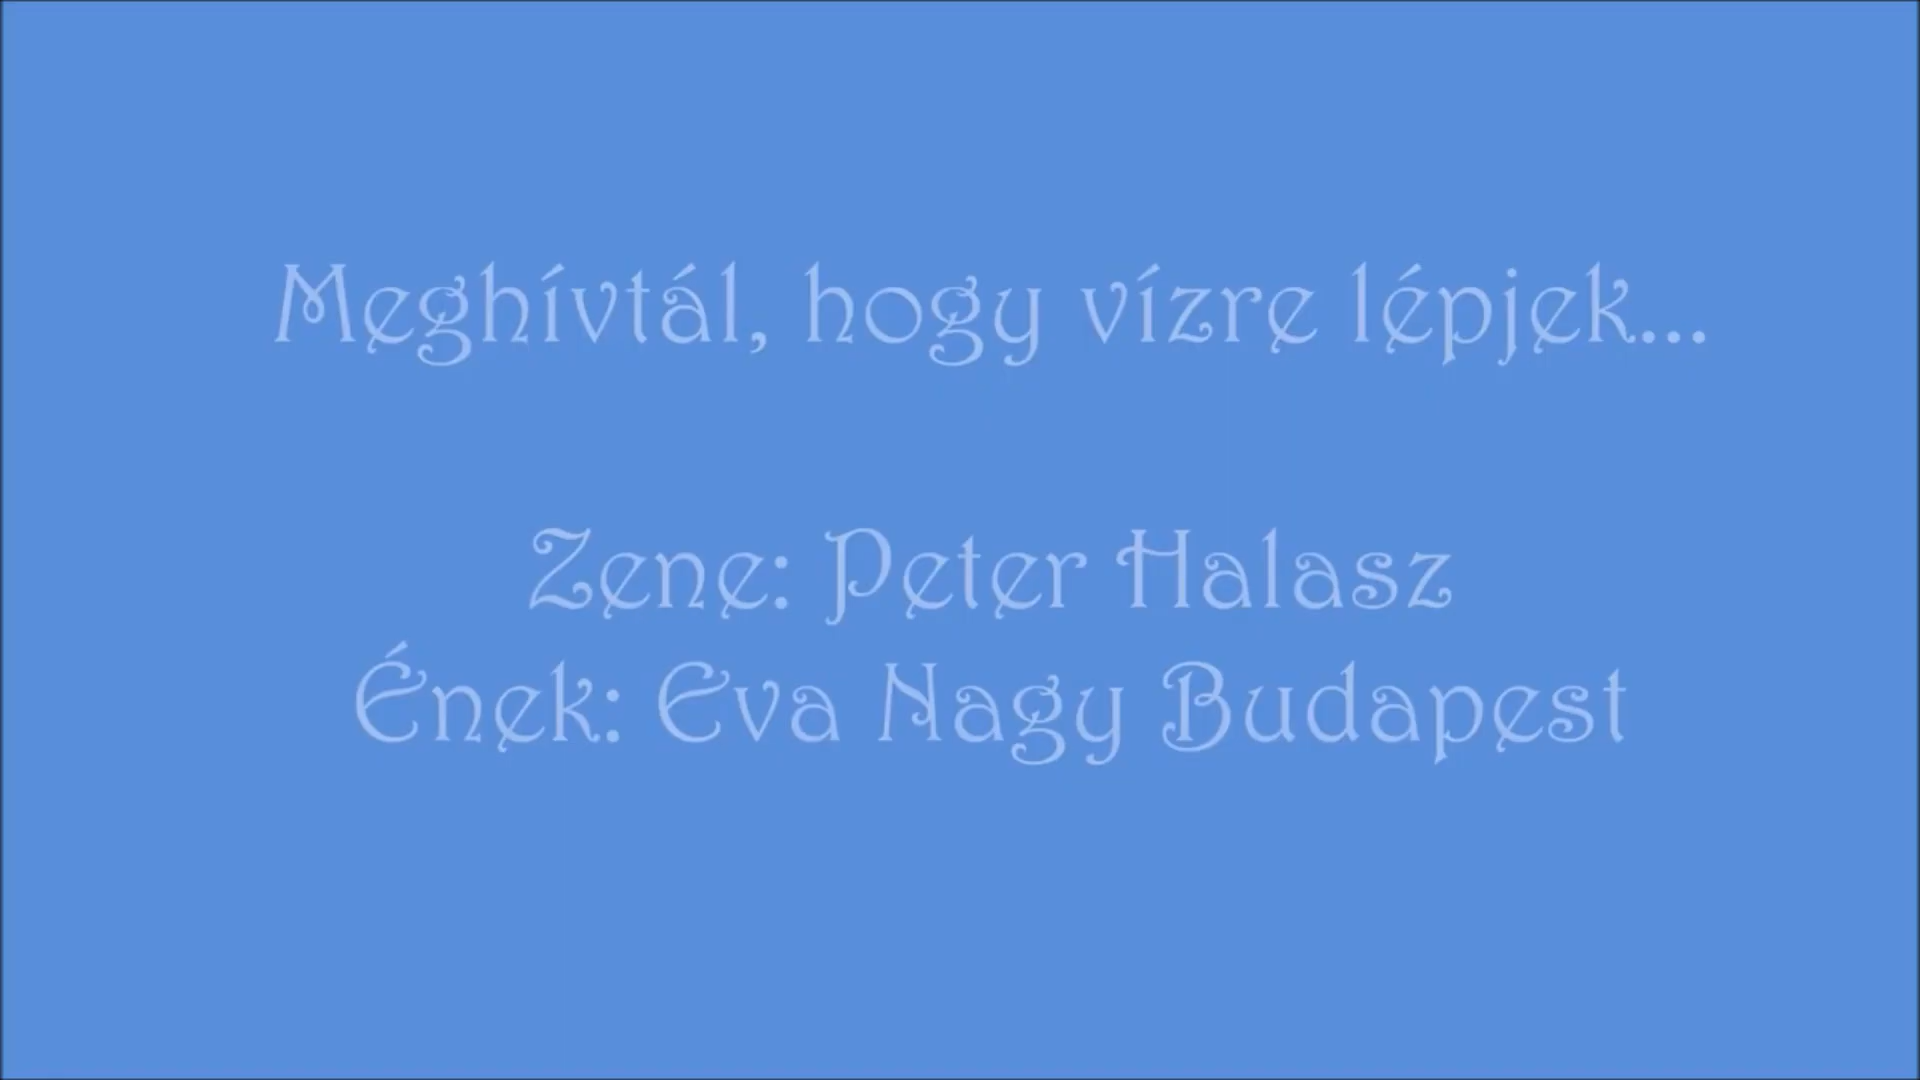 Meghívtál, hogy vízre lépjek...
Zene: Peter Halasz
Ének: Eva Nagy Budapest